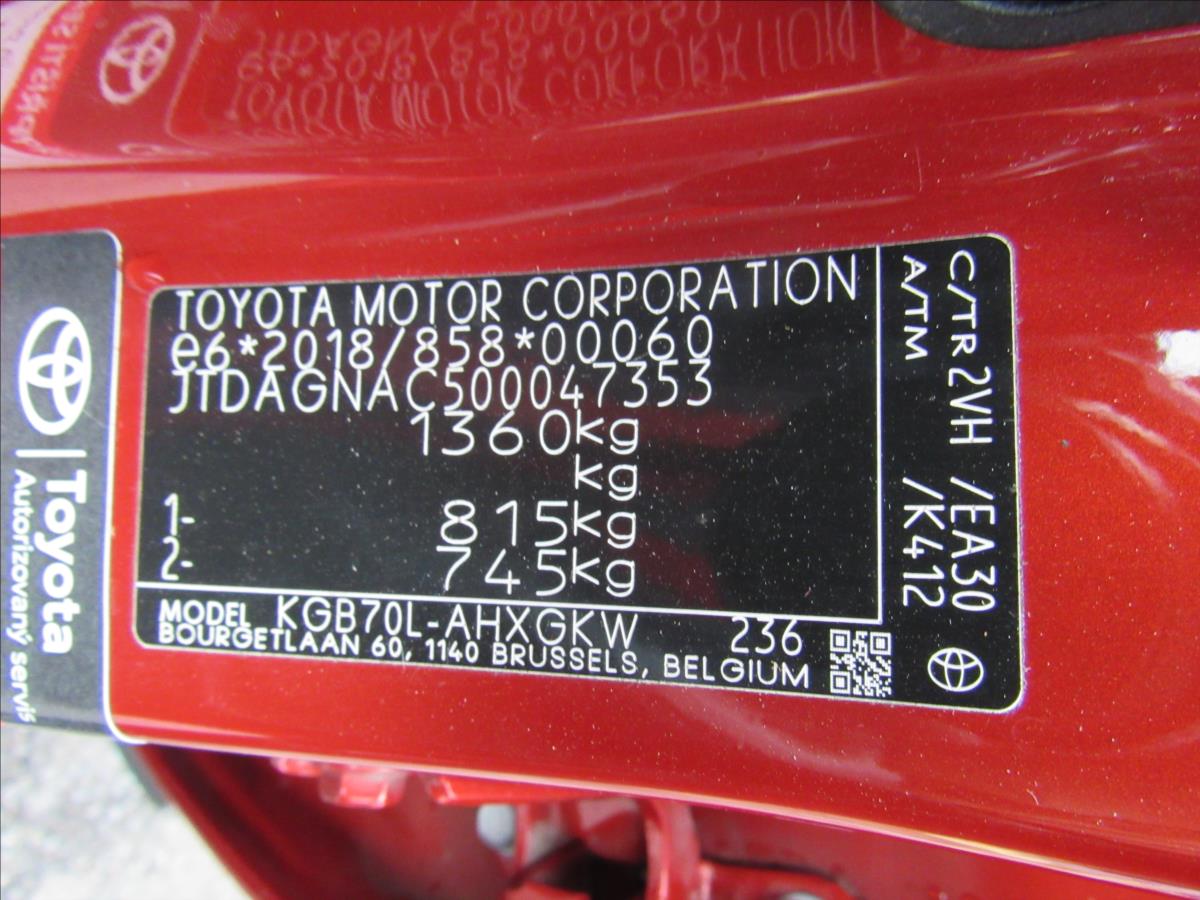 TOYOTA MOTOR CORPORATION
e6*2018/858*00060
JTDAGNAC500047353
1360kg
kg
1- 815kg
2- 745kg
MODEL KGB70L-AHXGKW 236
BOURGETLAAN 60, 1140 BRUSSELS, BELGIUM
C/TR 2VH /EA30
A/TM /K412
Toyota
Autorizovaný servis